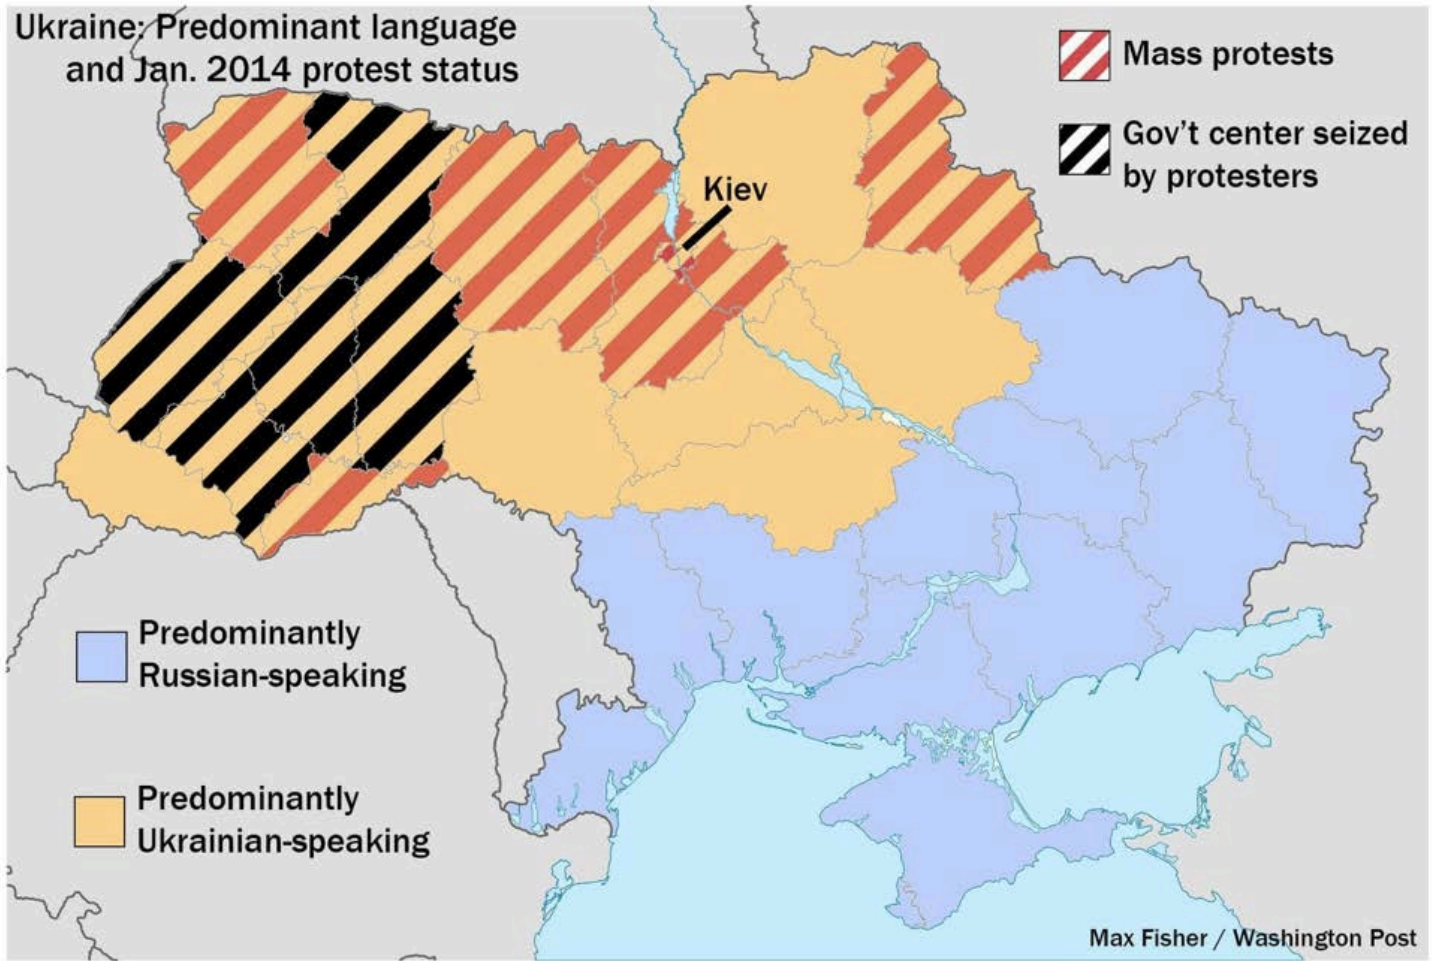 Ukraine: Predominant language
and Jan. 2014 protest status
Mass protests
Gov't center seized
by protesters
Kiev
Predominantly
Russian-speaking
Predominantly
Ukrainian-speaking
Max Fisher / Washington Post